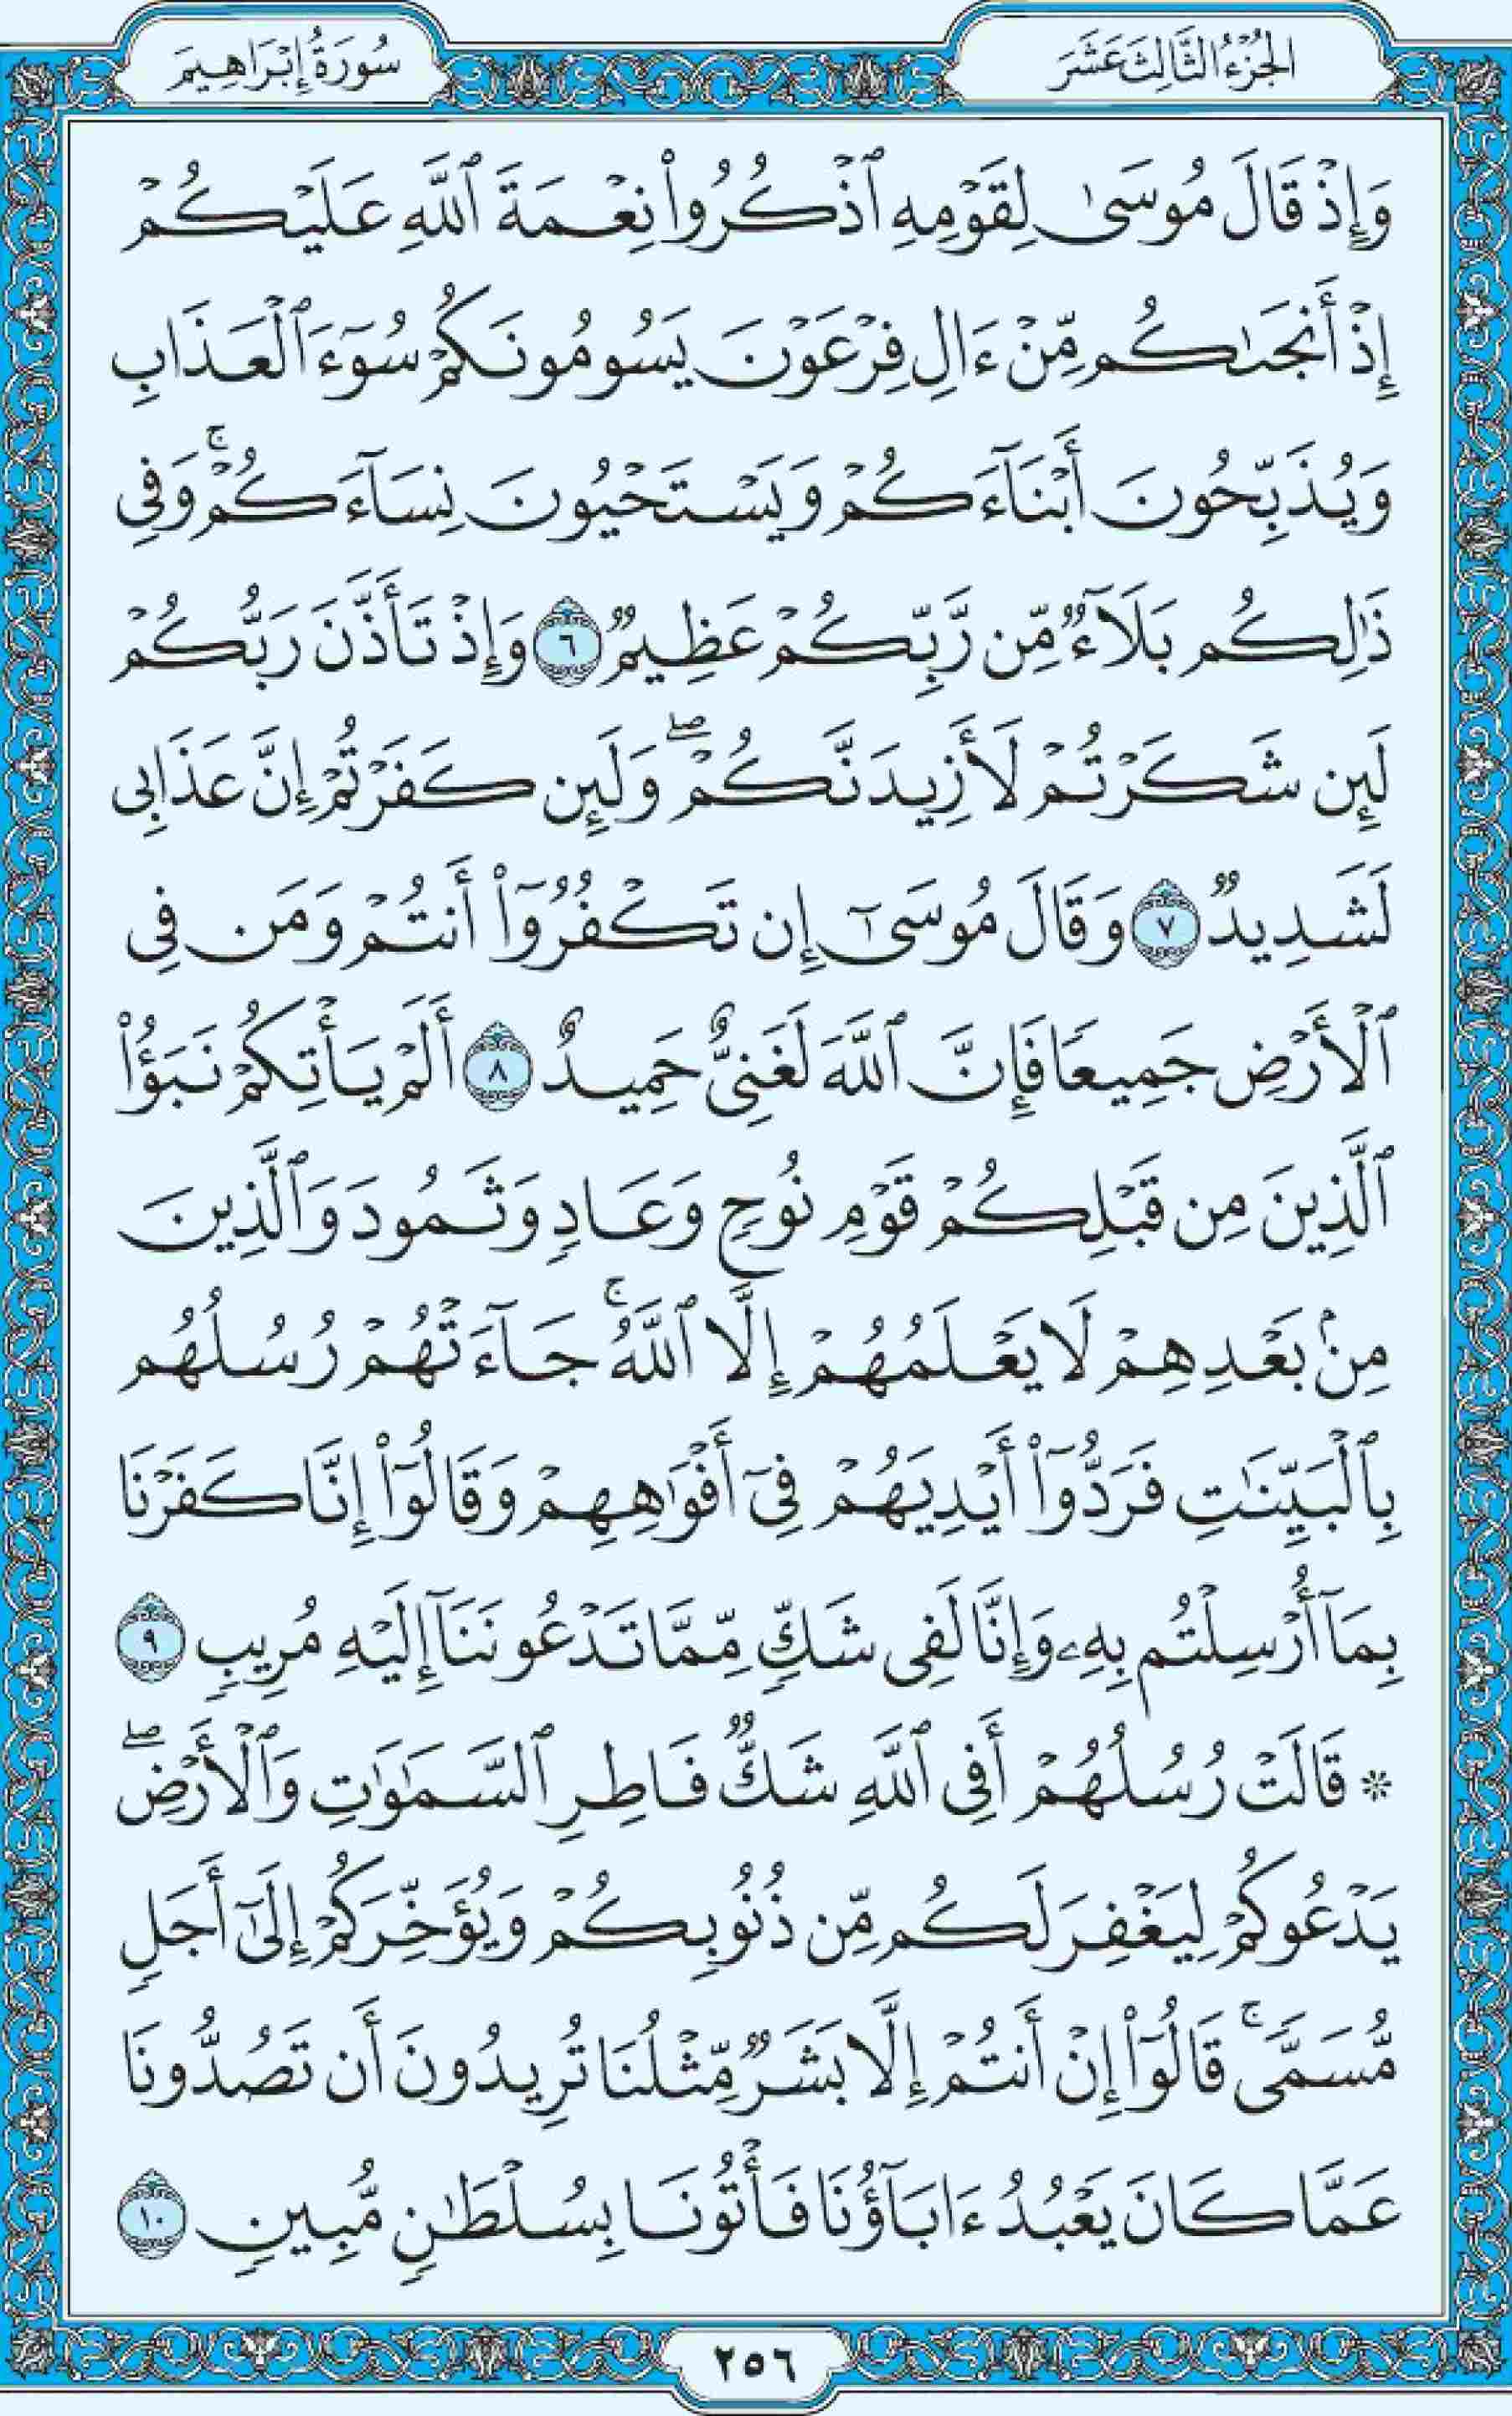 الجُزْءُ الثَّالِثَ عَشَرَ
سُورَةُ إِبْرَاهِيمَ
وَإِذْ قَالَ مُوسَىٰ لِقَوْمِهِ ٱذْكُرُوا۟ نِعْمَةَ ٱللَّهِ عَلَيْكُمْ
إِذْ أَنجَىٰكُم مِّنْ ءَالِ فِرْعَوْنَ يَسُومُونَكُمْ سُوٓءَ ٱلْعَذَابِ
وَيُذَبِّحُونَ أَبْنَآءَكُمْ وَيَسْتَحْيُونَ نِسَآءَكُمْ ۚ وَفِى
ذَٰلِكُم بَلَآءٌ مِّن رَّبِّكُمْ عَظِيمٌ ٦ وَإِذْ تَأَذَّنَ رَبُّكُمْ
لَئِن شَكَرْتُمْ لَأَزِيدَنَّكُمْ ۖ وَلَئِن كَفَرْتُمْ إِنَّ عَذَابِى
لَشَدِيدٌ ٧ وَقَالَ مُوسَىٰٓ إِن تَكْفُرُوٓا۟ أَنتُمْ وَمَن فِى
ٱلْأَرْضِ جَمِيعًا فَإِنَّ ٱللَّهَ لَغَنِىٌّ حَمِيدٌ ٨ أَلَمْ يَأْتِكُمْ نَبَؤُا۟
ٱلَّذِينَ مِن قَبْلِكُمْ قَوْمِ نُوحٍ وَعَادٍ وَثَمُودَ وَٱلَّذِينَ
مِنۢ بَعْدِهِمْ لَا يَعْلَمُهُمْ إِلَّا ٱللَّهُ ۚ جَآءَتْهُمْ رُسُلُهُم
بِٱلْبَيِّنَٰتِ فَرَدُّوٓا۟ أَيْدِيَهُمْ فِىٓ أَفْوَٰهِهِمْ وَقَالُوٓا۟ إِنَّا كَفَرْنَا
بِمَآ أُرْسِلْتُم بِهِۦ وَإِنَّا لَفِى شَكٍّ مِّمَّا تَدْعُونَنَآ إِلَيْهِ مُرِيبٍ ٩
۞ قَالَتْ رُسُلُهُمْ أَفِى ٱللَّهِ شَكٌّ فَاطِرِ ٱلسَّمَٰوَٰتِ وَٱلْأَرْضِ ۖ
يَدْعُوكُمْ لِيَغْفِرَ لَكُم مِّن ذُنُوبِكُمْ وَيُؤَخِّرَكُمْ إِلَىٰٓ أَجَلٍ
مُّسَمًّى ۚ قَالُوٓا۟ إِنْ أَنتُمْ إِلَّا بَشَرٌ مِّثْلُنَا تُرِيدُونَ أَن تَصُدُّونَا
عَمَّا كَانَ يَعْبُدُ ءَابَآؤُنَا فَأْتُونَا بِسُلْطَٰنٍ مُّبِينٍ ١٠
٢٥٦